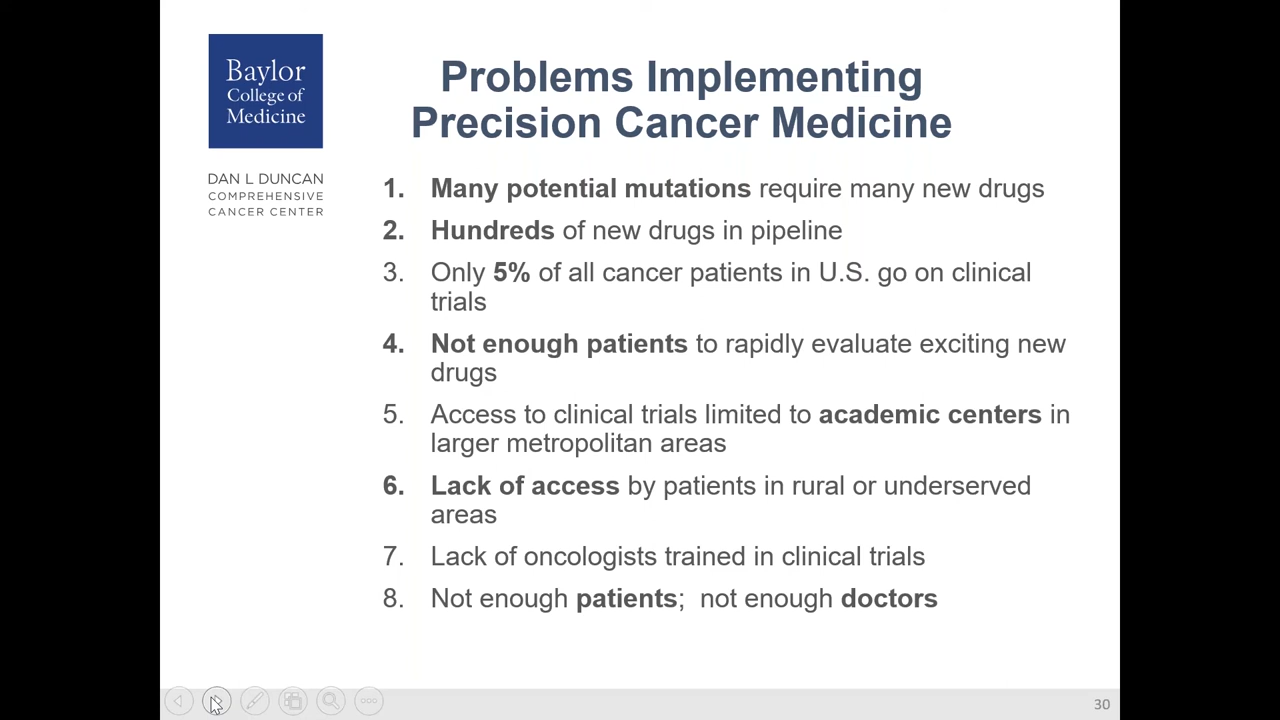 Baylor
College of
Medicine
DAN L DUNCAN
COMPREHENSIVE
CANCER CENTER
Problems Implementing
Precision Cancer Medicine
1. Many potential mutations require many new drugs
2. Hundreds of new drugs in pipeline
3. Only 5% of all cancer patients in U.S. go on clinical
trials
4. Not enough patients to rapidly evaluate exciting new
drugs
5. Access to clinical trials limited to academic centers in
larger metropolitan areas
6. Lack of access by patients in rural or underserved
areas
7. Lack of oncologists trained in clinical trials
8. Not enough patients;  not enough doctors
30